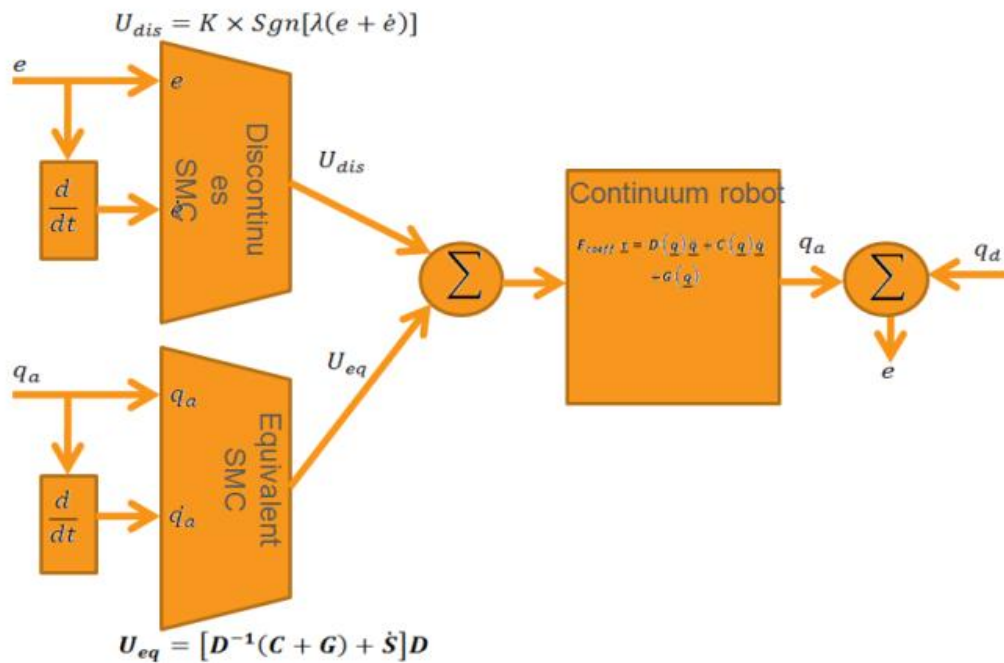 U_dis = K × Sgn[λ(e + ė)]
e
e
d/dt
ė
Discontinu
es
SMC
U_dis
Σ
Continuum robot
F_coeff τ = D(q)q̈ + C(q)q̇
+G(q)
q_a
Σ
q_d
e
U_eq
q_a
q_a
d/dt
q̇_a
Equivalent
SMC
U_eq = [D⁻¹(C + G) + Ṡ]D